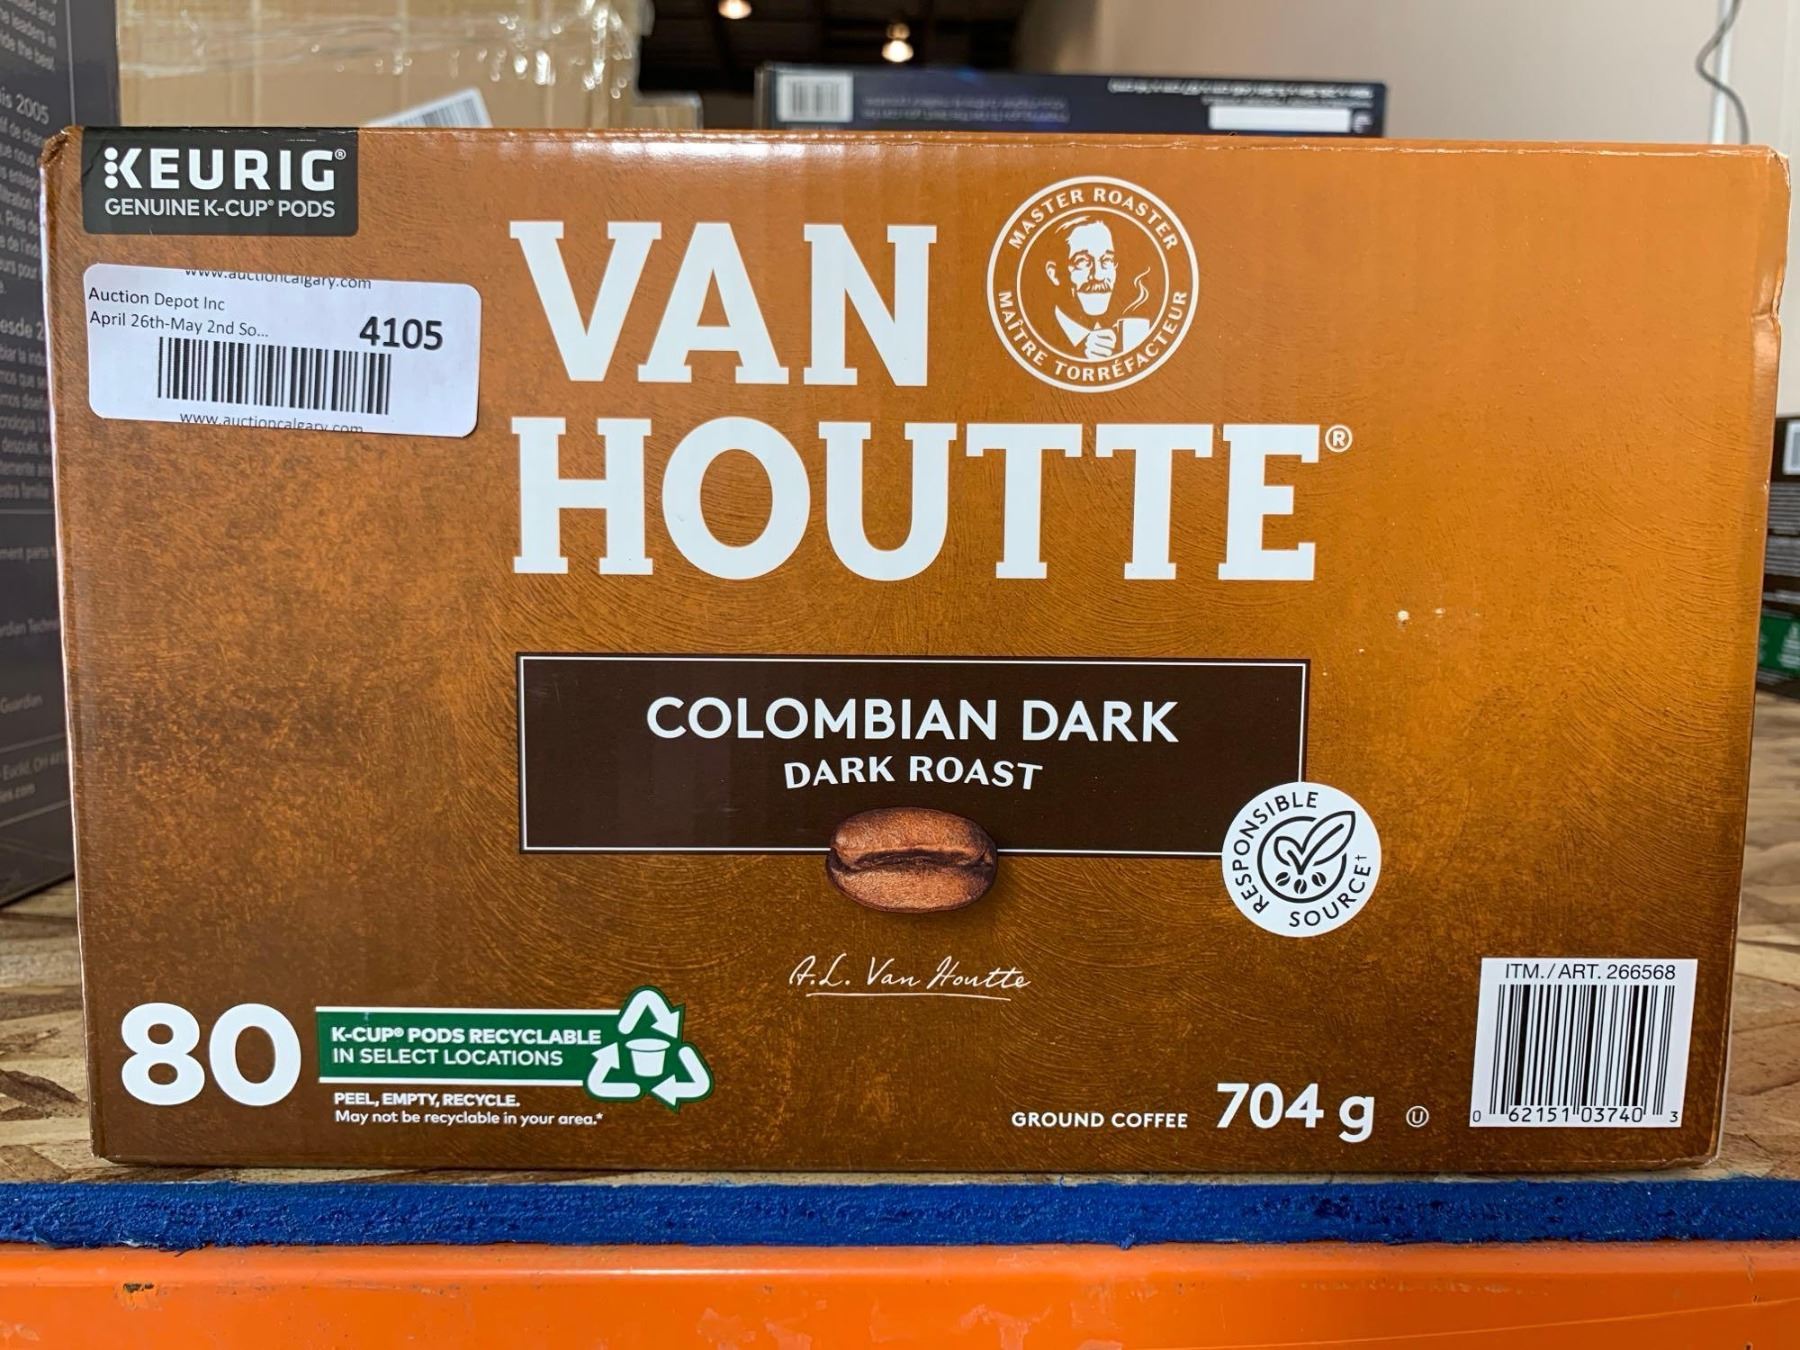 KEURIG®
GENUINE K-CUP® PODS
www.auctioncalgary.com
Auction Depot Inc
April 26th-May 2nd So...
4105
www.auctioncalgary.com
VAN
HOUTTE®
MASTER ROASTER
MAÎTRE TORRÉFACTEUR
COLOMBIAN DARK
DARK ROAST
RESPONSIBLE
SOURCE†
A.L. Van Houtte
80
K-CUP® PODS RECYCLABLE
IN SELECT LOCATIONS
PEEL, EMPTY, RECYCLE.
May not be recyclable in your area.*
GROUND COFFEE 704 g
U
ITM./ART. 266568
0 62151 03740 3
is 2005
Guardian